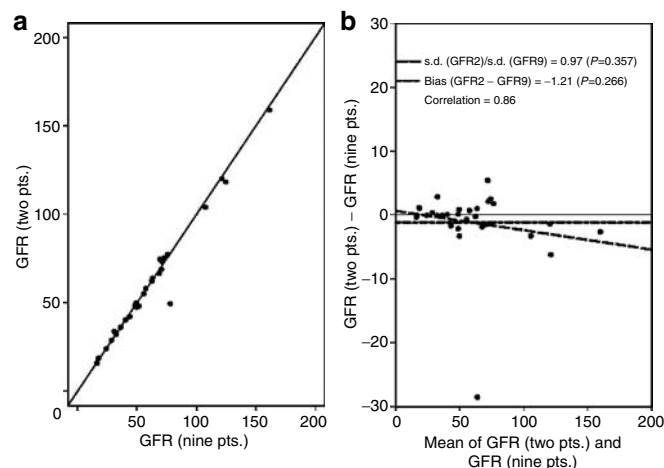 a
200
150
100
50
0
GFR (two pts.)
0
50
100
150
200
GFR (nine pts.)
b
30
20
10
0
−10
−20
−30
GFR (two pts.) − GFR (nine pts.)
s.d. (GFR2)/s.d. (GFR9) = 0.97 (P=0.357)
Bias (GFR2 − GFR9) = −1.21 (P=0.266)
Correlation = 0.86
0
50
100
150
200
Mean of GFR (two pts.) and
GFR (nine pts.)